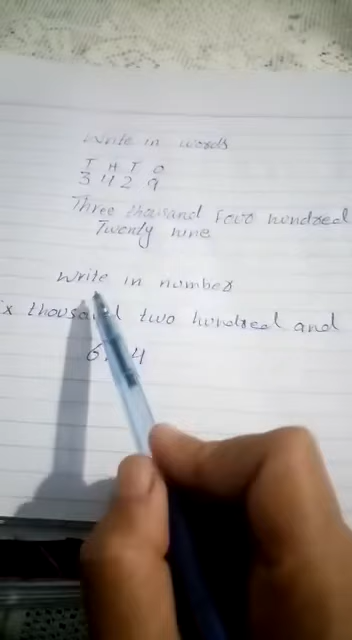 Write in words
T H T O
3 4 2 9
Three thousand Four hundred
Twenty nine
Write in number
ix thousand two hundred and
6 4